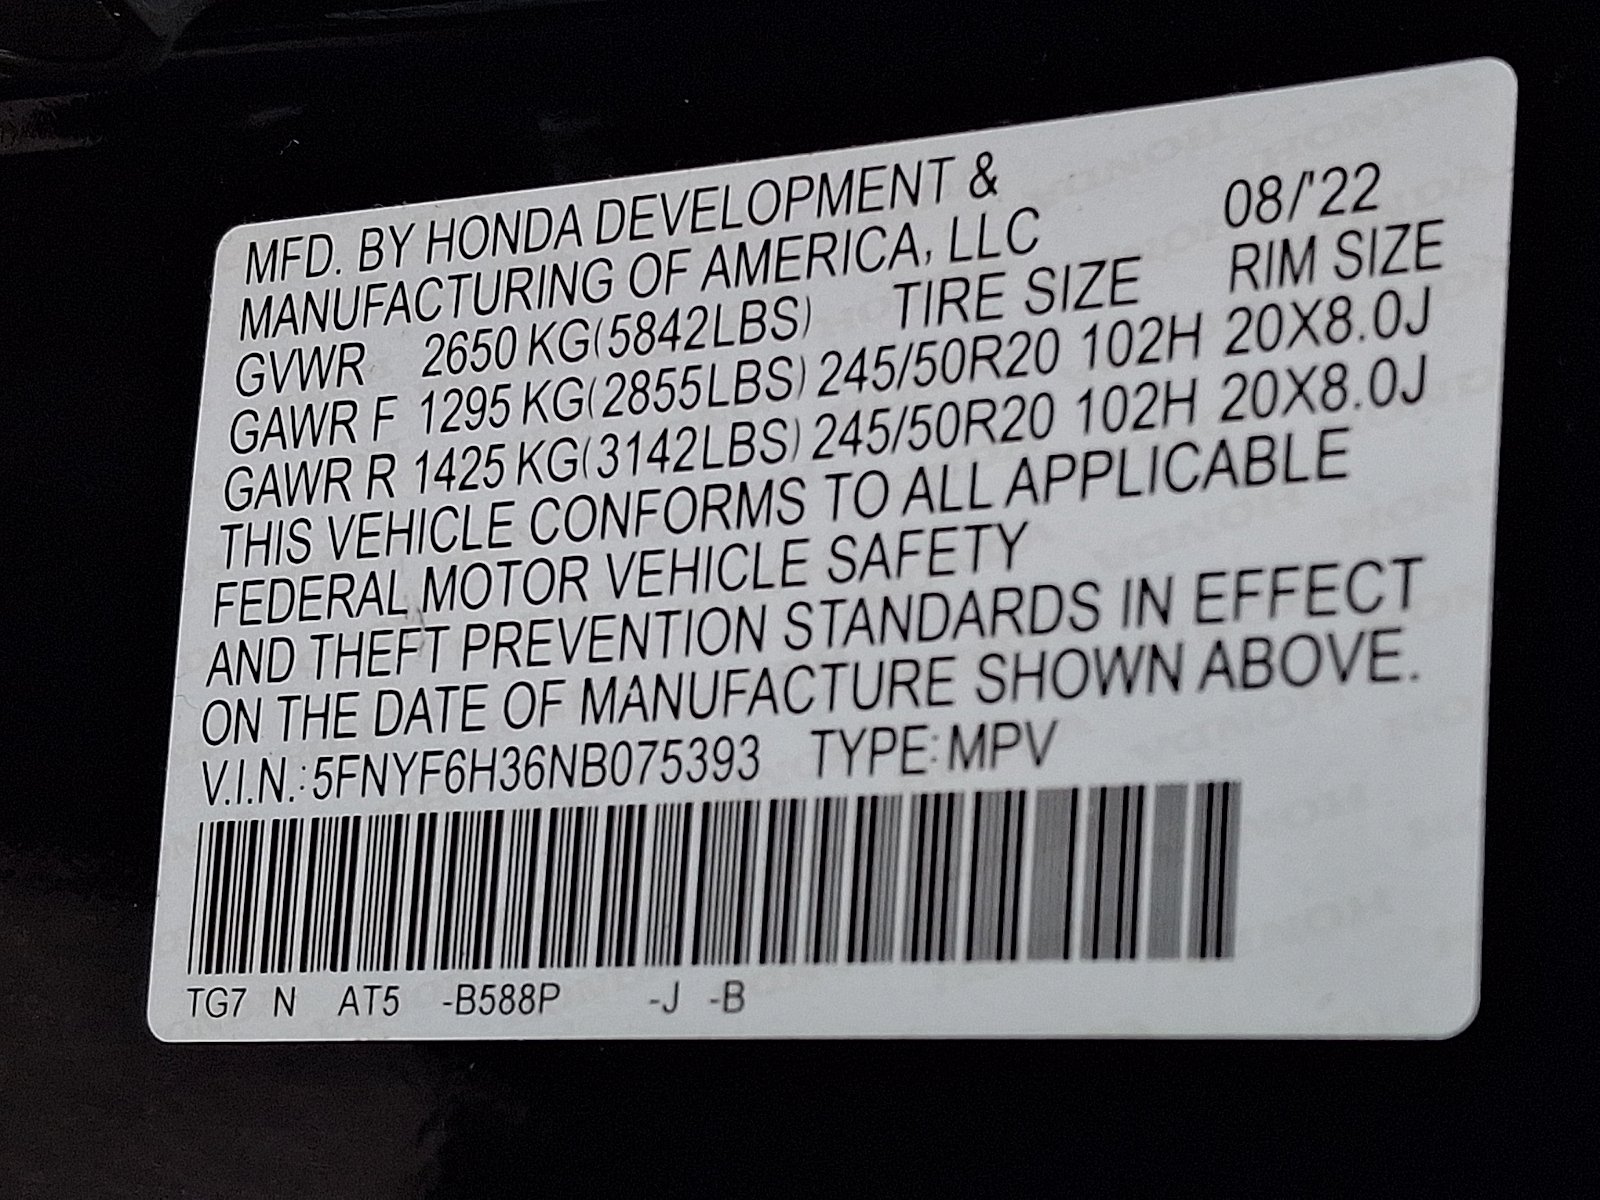 MFD. BY HONDA DEVELOPMENT &
MANUFACTURING OF AMERICA, LLC 08/'22
GVWR 2650 KG(5842LBS) TIRE SIZE RIM SIZE
GAWR F 1295 KG(2855LBS) 245/50R20 102H 20X8.0J
GAWR R 1425 KG(3142LBS) 245/50R20 102H 20X8.0J
THIS VEHICLE CONFORMS TO ALL APPLICABLE
FEDERAL MOTOR VEHICLE SAFETY
AND THEFT PREVENTION STANDARDS IN EFFECT
ON THE DATE OF MANUFACTURE SHOWN ABOVE.
V.I.N.:5FNYF6H36NB075393 TYPE:MPV
TG7 N AT5 -B588P -J -B